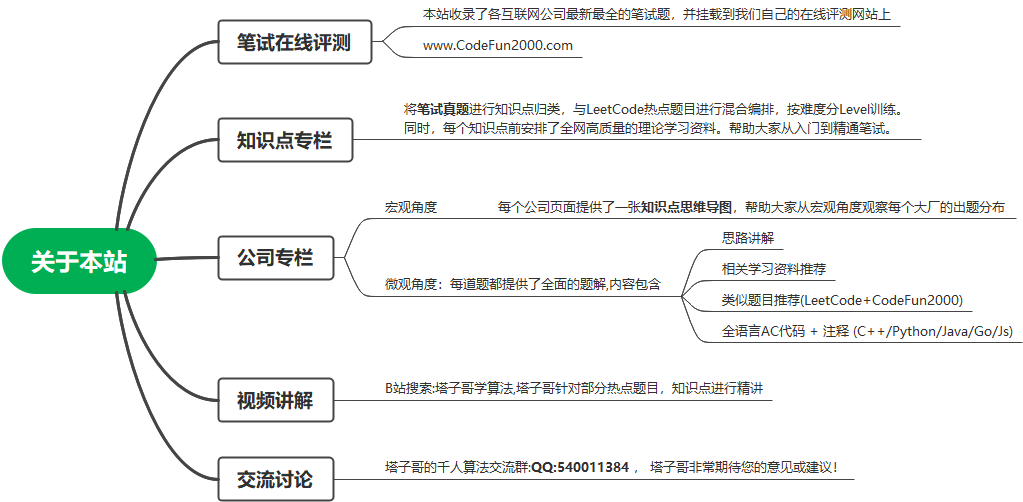 关于本站
笔试在线评测
本站收录了各互联网公司最新最全的笔试题，并挂载到我们自己的在线评测网站上
www.CodeFun2000.com
知识点专栏
将笔试真题进行知识点归类，与LeetCode热点题目进行混合编排，按难度分Level训练。
同时，每个知识点前安排了全网高质量的理论学习资料。帮助大家从入门到精通笔试。
公司专栏
宏观角度
每个公司页面提供了一张知识点思维导图，帮助大家从宏观角度观察每个大厂的出题分布
微观角度：每道题都提供了全面的题解,内容包含
思路讲解
相关学习资料推荐
类似题目推荐(LeetCode+CodeFun2000)
全语言AC代码 + 注释 (C++/Python/Java/Go/Js)
视频讲解
B站搜索:塔子哥学算法,塔子哥针对部分热点题目，知识点进行精讲
交流讨论
塔子哥的千人算法交流群:QQ:540011384 ， 塔子哥非常期待您的意见或建议！